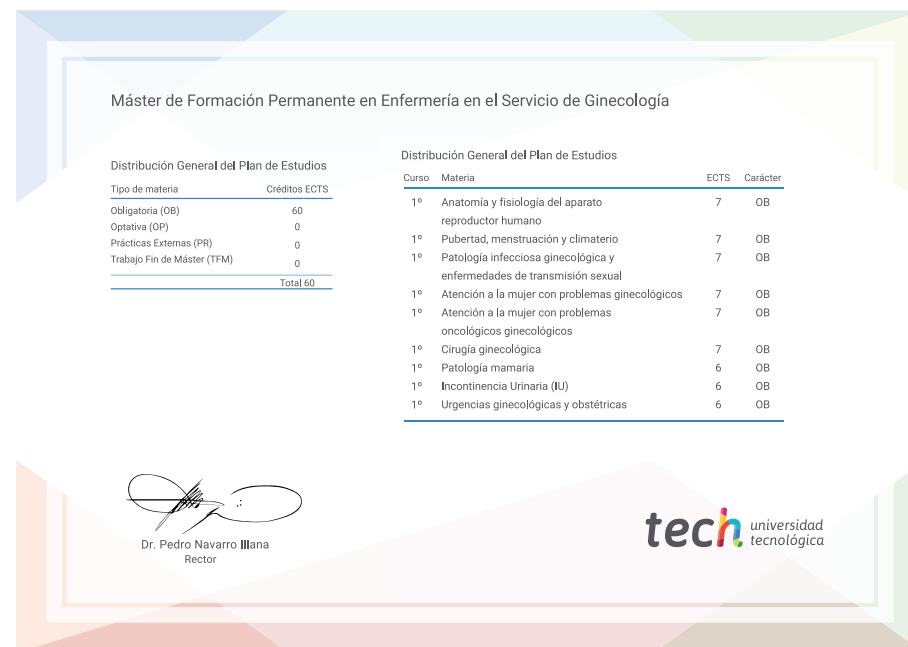 Máster de Formación Permanente en Enfermería en el Servicio de Ginecología
Distribución General del Plan de Estudios
Tipo de materia Créditos ECTS
Obligatoria (OB) 60
Optativa (OP) 0
Prácticas Externas (PR) 0
Trabajo Fin de Máster (TFM) 0
Total 60
Distribución General del Plan de Estudios
Curso Materia ECTS Carácter
1º Anatomía y fisiología del aparato 7 OB
reproductor humano
1º Pubertad, menstruación y climaterio 7 OB
1º Patología infecciosa ginecológica y 7 OB
enfermedades de transmisión sexual
1º Atención a la mujer con problemas ginecológicos 7 OB
1º Atención a la mujer con problemas 7 OB
oncológicos ginecológicos
1º Cirugía ginecológica 7 OB
1º Patología mamaria 6 OB
1º Incontinencia Urinaria (IU) 6 OB
1º Urgencias ginecológicas y obstétricas 6 OB
Dr. Pedro Navarro Illana
Rector
tech universidad
tecnológica